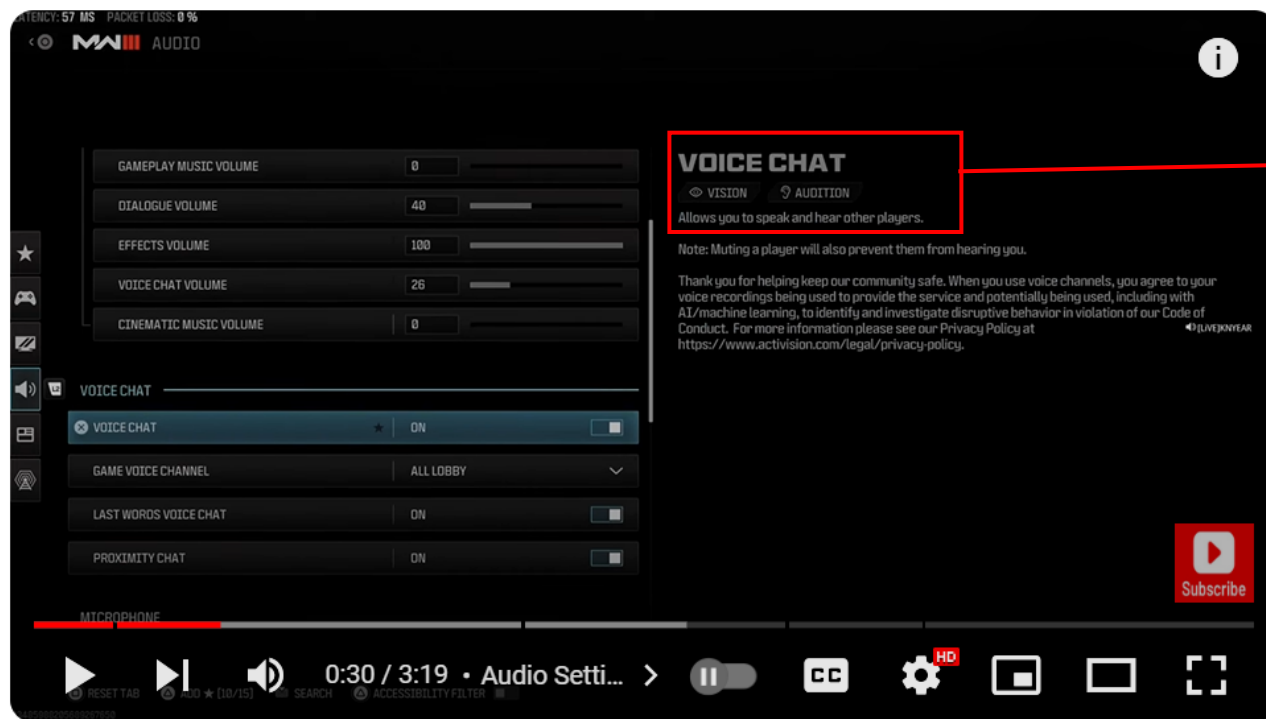 LATENCY: 57 MS PACKET LOSS: 0 %
MWIII AUDIO
i
GAMEPLAY MUSIC VOLUME 0
DIALOGUE VOLUME 40
EFFECTS VOLUME 100
VOICE CHAT VOLUME 26
CINEMATIC MUSIC VOLUME 0
L2 VOICE CHAT
VOICE CHAT ON
GAME VOICE CHANNEL ALL LOBBY
LAST WORDS VOICE CHAT ON
PROXIMITY CHAT ON
MICROPHONE
VOICE CHAT
VISION AUDITION
Allows you to speak and hear other players.
Note: Muting a player will also prevent them from hearing you.
Thank you for helping keep our community safe. When you use voice channels, you agree to your
voice recordings being used to provide the service and potentially being used, including with
AI/machine learning, to identify and investigate disruptive behavior in violation of our Code of
Conduct. For more information please see our Privacy Policy at
https://www.activision.com/legal/privacy-policy.
[LIVE]KNYEAR
Subscribe
0:30 / 3:19 • Audio Setti... CC HD
RESET TAB ADD ★ [10/15] SEARCH ACCESSIBILITY FILTER